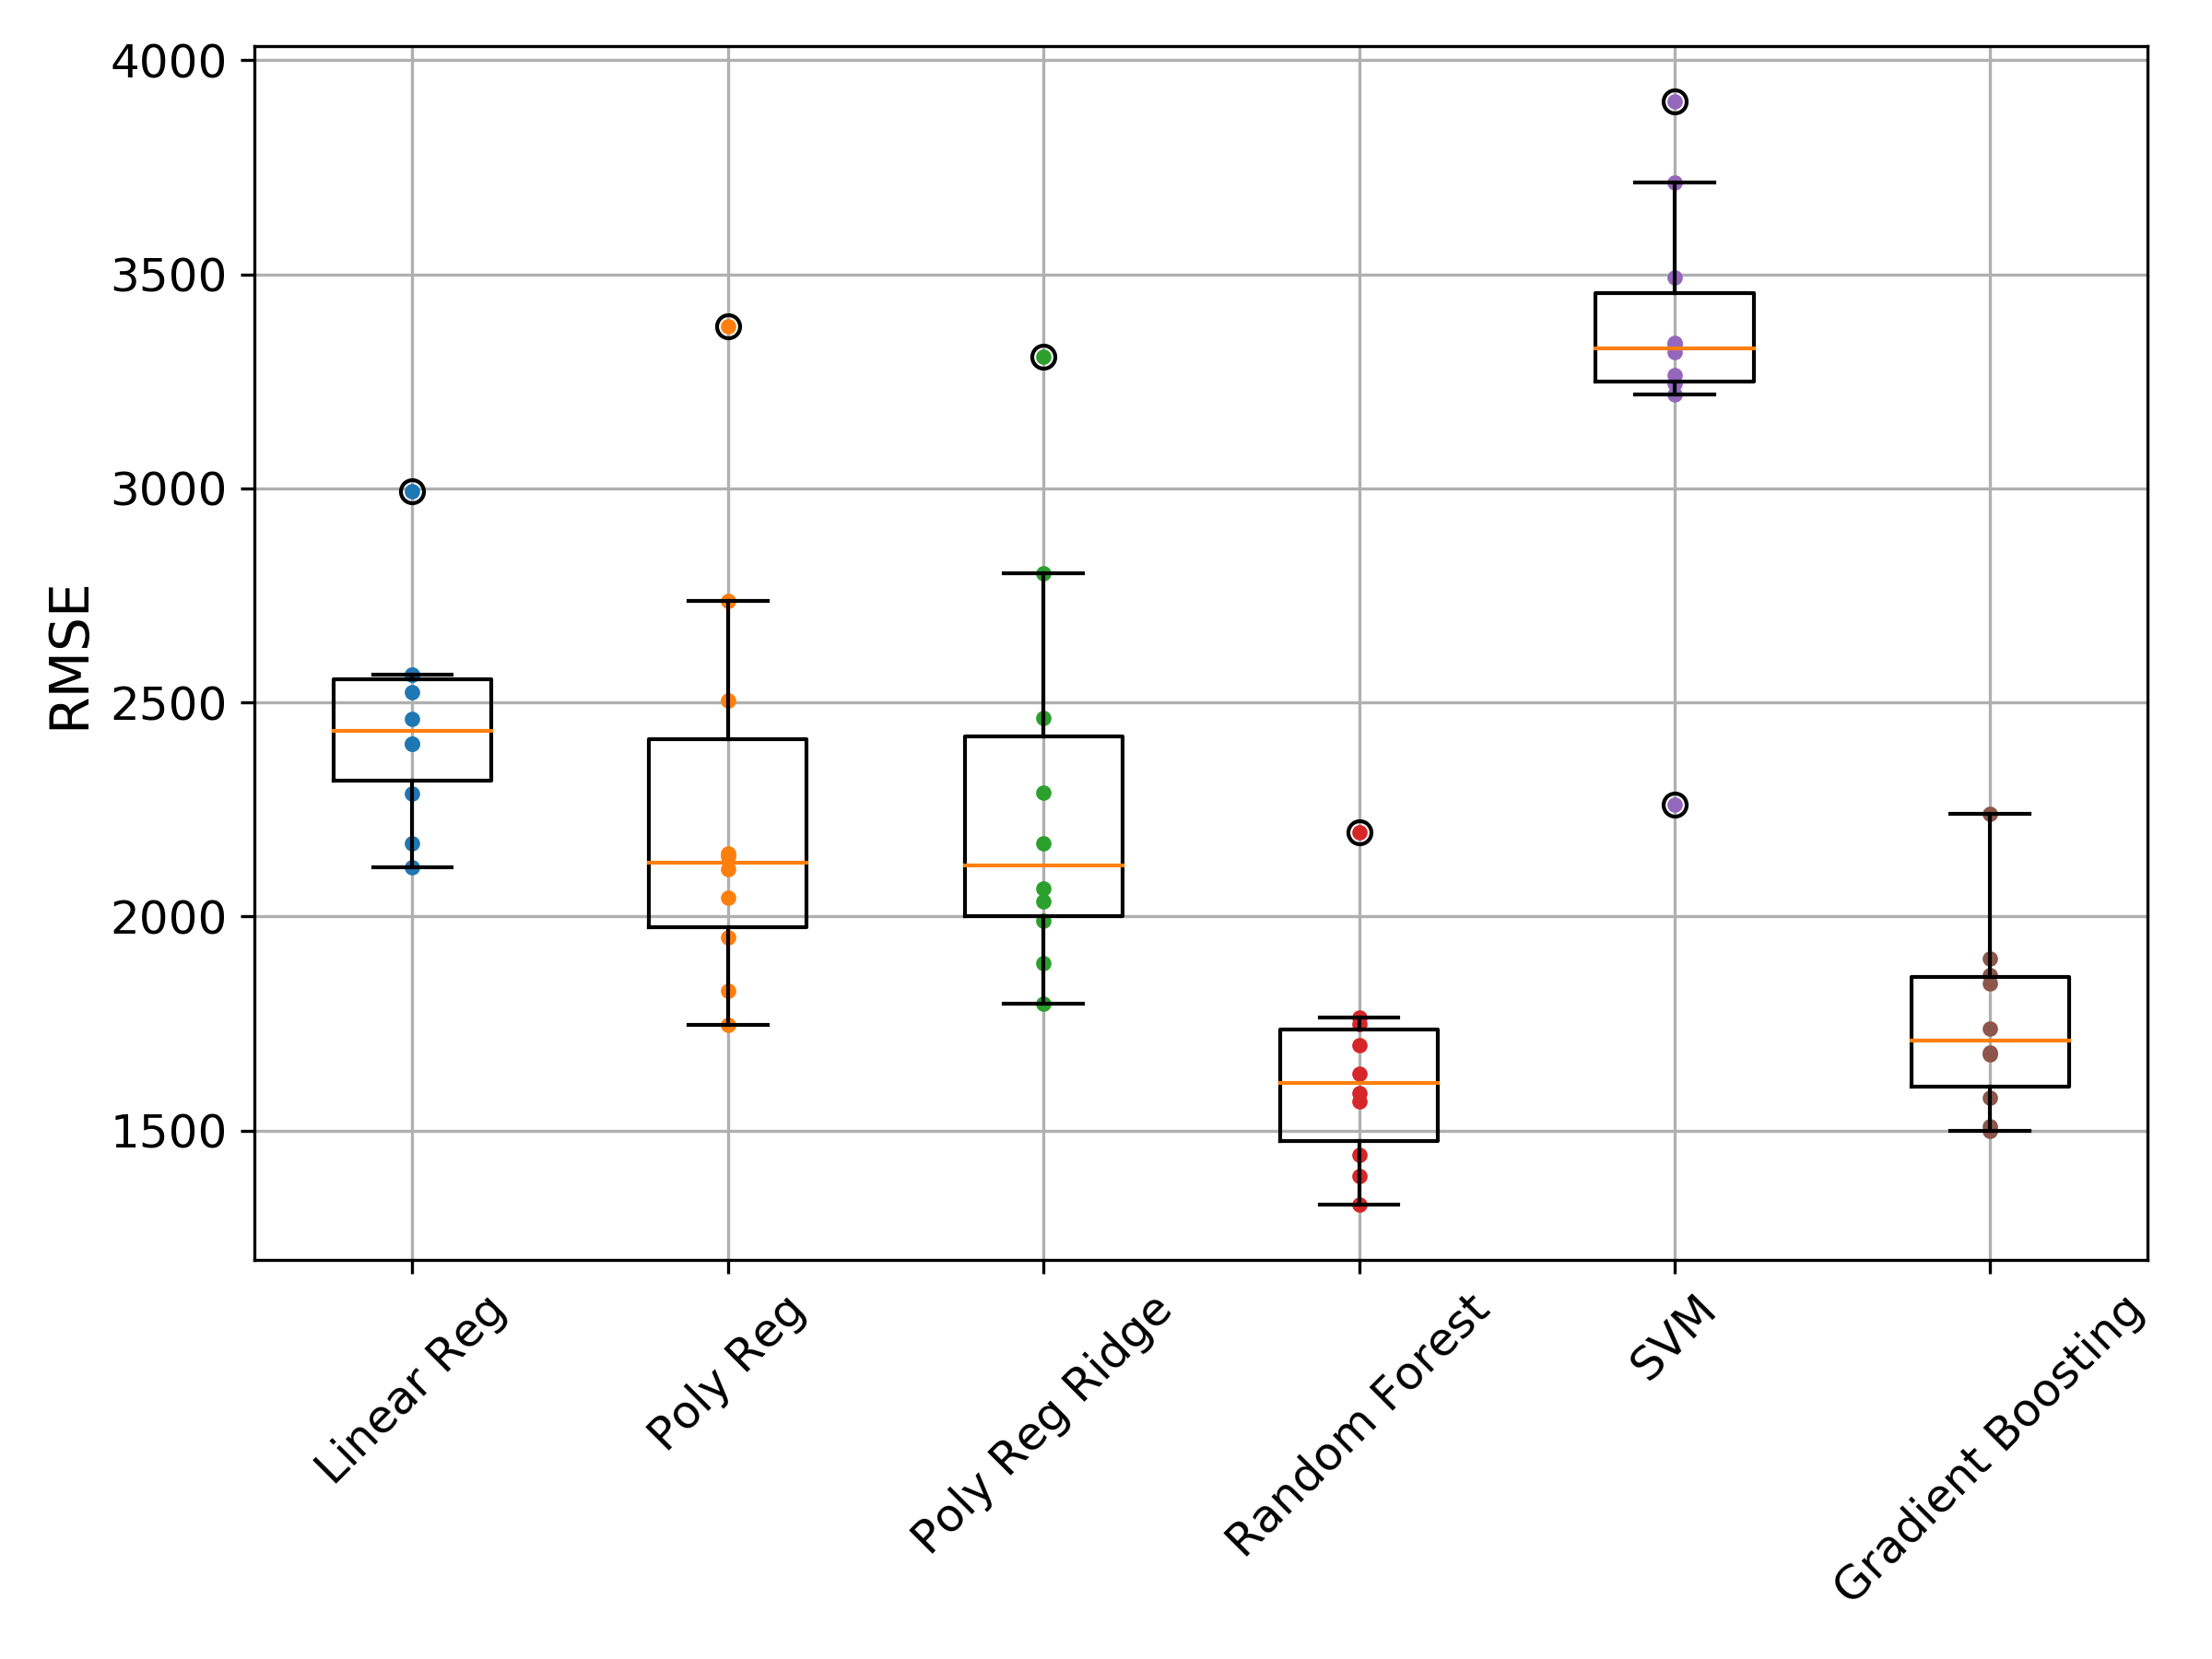 RMSE
4000
3500
3000
2500
2000
1500
Linear Reg
Poly Reg
Poly Reg Ridge
Random Forest
SVM
Gradient Boosting